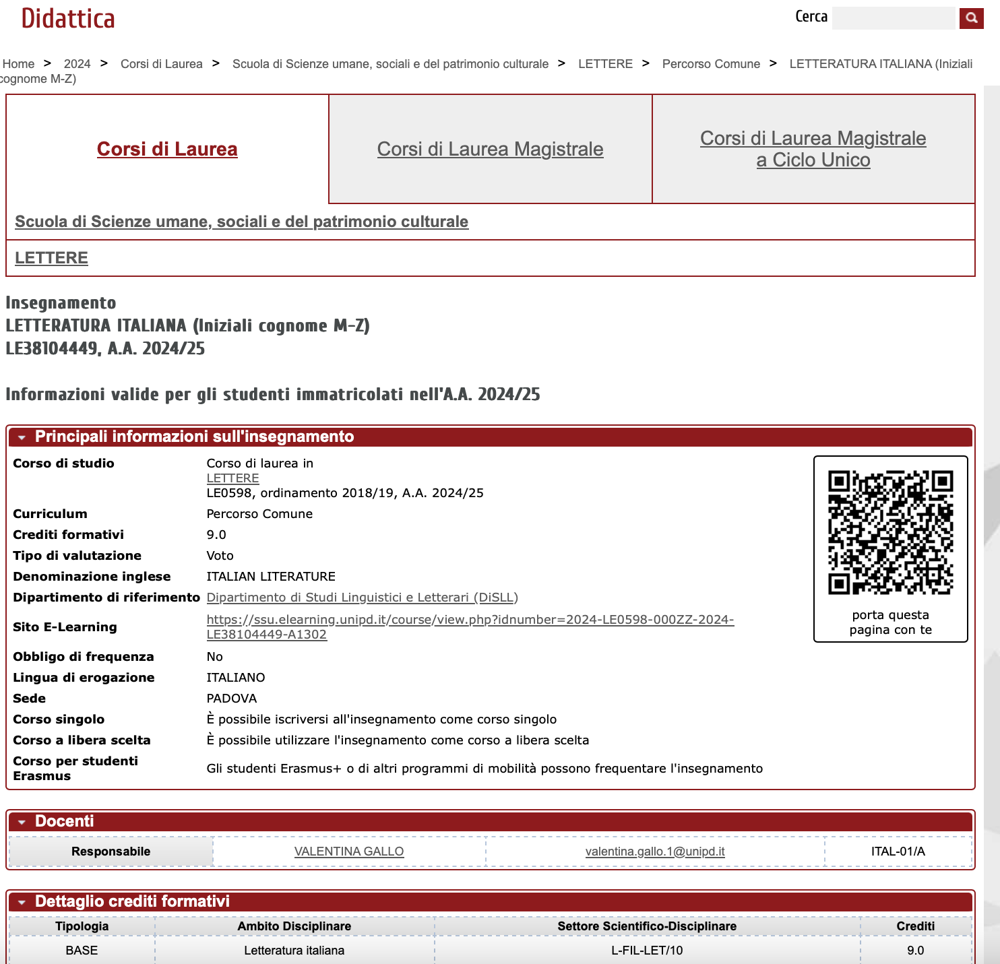 Didattica
Cerca
Home > 2024 > Corsi di Laurea > Scuola di Scienze umane, sociali e del patrimonio culturale > LETTERE > Percorso Comune > LETTERATURA ITALIANA (Iniziali
cognome M-Z)
Corsi di Laurea
Corsi di Laurea Magistrale
Corsi di Laurea Magistrale
a Ciclo Unico
Scuola di Scienze umane, sociali e del patrimonio culturale
LETTERE
Insegnamento
LETTERATURA ITALIANA (Iniziali cognome M-Z)
LE38104449, A.A. 2024/25
Informazioni valide per gli studenti immatricolati nell'A.A. 2024/25
Principali informazioni sull'insegnamento
Corso di studio Corso di laurea in
LETTERE
LE0598, ordinamento 2018/19, A.A. 2024/25
Curriculum Percorso Comune
Crediti formativi 9.0
Tipo di valutazione Voto
Denominazione inglese ITALIAN LITERATURE
Dipartimento di riferimento Dipartimento di Studi Linguistici e Letterari (DiSLL)
Sito E-Learning https://ssu.elearning.unipd.it/course/view.php?idnumber=2024-LE0598-000ZZ-2024-
LE38104449-A1302
Obbligo di frequenza No
Lingua di erogazione ITALIANO
Sede PADOVA
Corso singolo È possibile iscriversi all'insegnamento come corso singolo
Corso a libera scelta È possibile utilizzare l'insegnamento come corso a libera scelta
Corso per studenti
Erasmus Gli studenti Erasmus+ o di altri programmi di mobilità possono frequentare l'insegnamento
porta questa
pagina con te
Docenti
Responsabile VALENTINA GALLO valentina.gallo.1@unipd.it ITAL-01/A
Dettaglio crediti formativi
Tipologia Ambito Disciplinare Settore Scientifico-Disciplinare Crediti
BASE Letteratura italiana L-FIL-LET/10 9.0